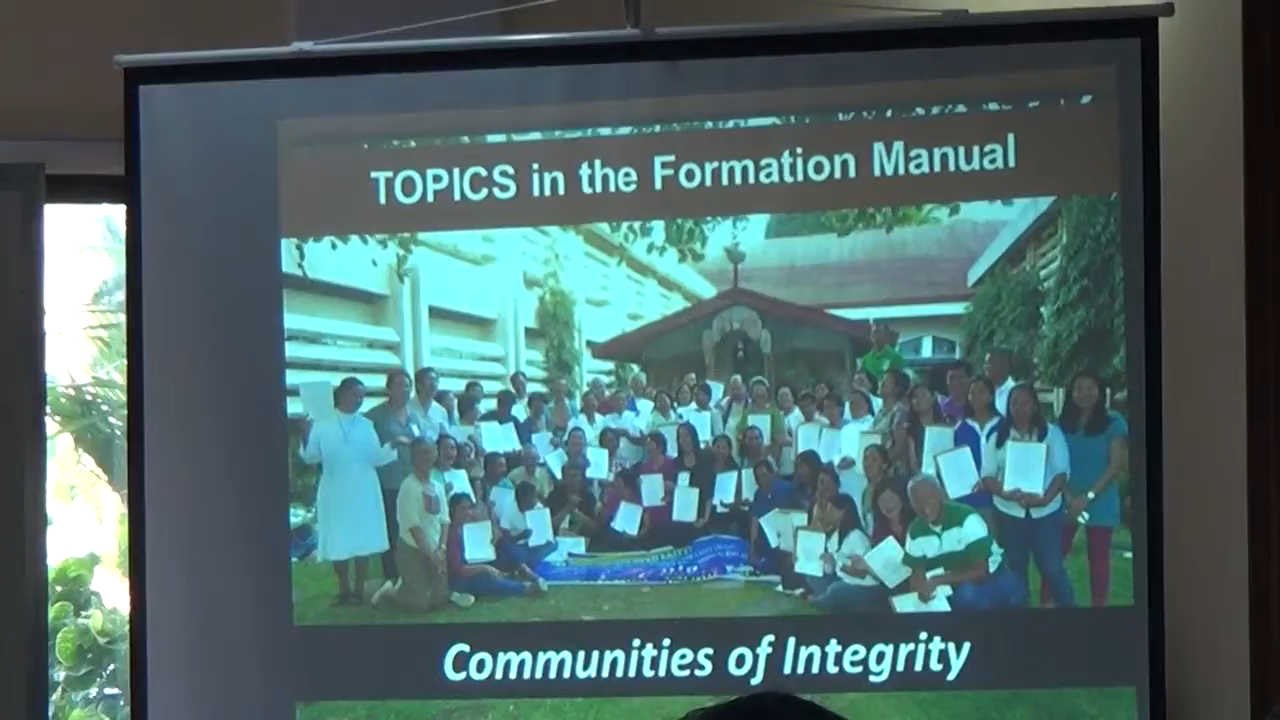 TOPICS in the Formation Manual
Communities of Integrity